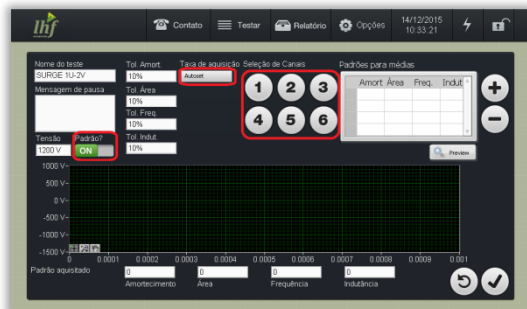 lhf
Contato
Testar
Relatório
Opções
14/12/2015
10:33:21
Nome do teste
SURGE 1U-2V
Mensagem de pausa
Tensão
1200 V
Padrão?
ON
Tol. Amort.
10%
Tol. Área
10%
Tol. Freq.
10%
Tol. Indut.
10%
Taxa de aquisição
Autoset
Seleção de Canais
1 2 3
4 5 6
Padrões para médias
Amort. Área Freq. Indut
Preview
1000 V
500 V
0 V
-500 V
-1000 V
-1500 V
0 0.0001 0.0002 0.0003 0.0004 0.0005 0.0006 0.0007 0.0008 0.0009 0.001
Padrão aquisitado
0 0 0 0
Amortecimento Área Frequência Indutância